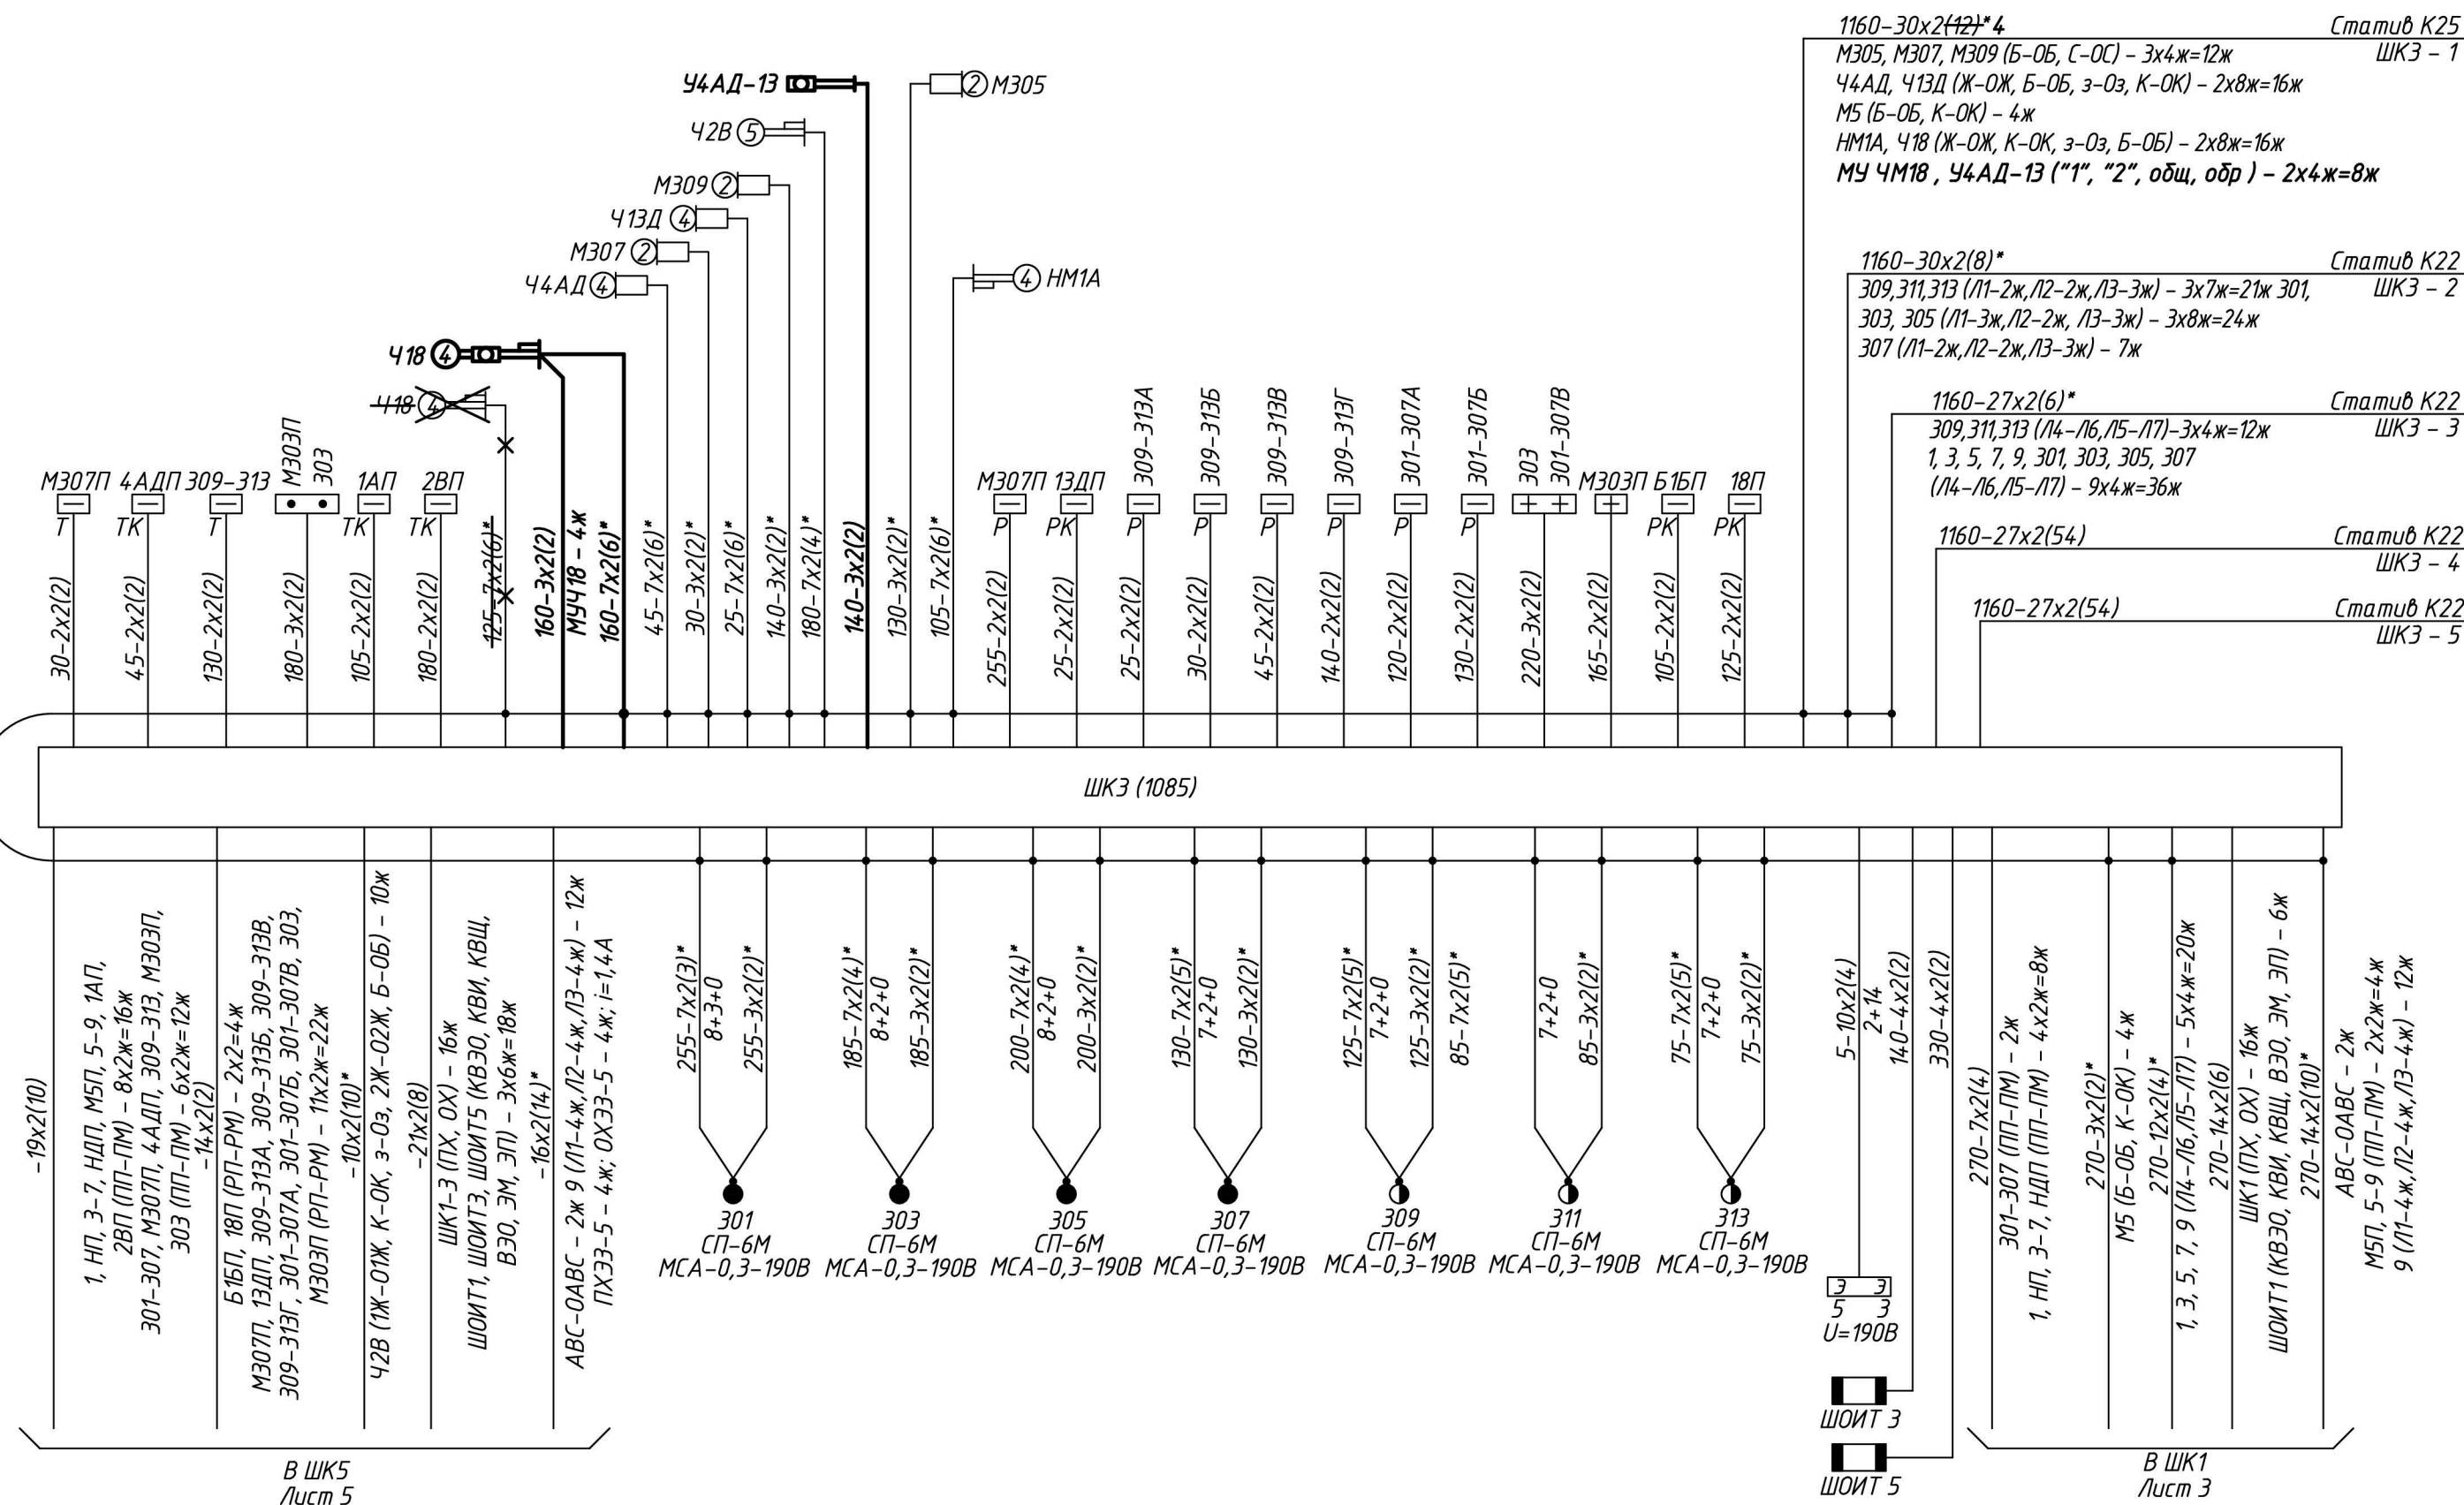 1160-30х2(12)*4
Статив К25
ШКЗ - 1
М305, М307, М309 (Б-ОБ, С-ОС) - 3х4ж=12ж
Ч4АД, Ч13Д (Ж-ОЖ, Б-ОБ, з-Оз, К-ОК) - 2х8ж=16ж
М5 (Б-ОБ, К-ОК) - 4ж
НМ1А, Ч18 (Ж-ОЖ, К-ОК, з-Оз, Б-ОБ) - 2х8ж=16ж
МУ ЧМ18 , У4АД-13 ("1", "2", общ, обр ) - 2х4ж=8ж
1160-30х2(8)*
Статив К22
ШКЗ - 2
309,311,313 (Л1-2ж,Л2-2ж,Л3-3ж) - 3х7ж=21ж 301,
303, 305 (Л1-3ж,Л2-2ж, Л3-3ж) - 3х8ж=24ж
307 (Л1-2ж,Л2-2ж,Л3-3ж) - 7ж
1160-27х2(6)*
Статив К22
ШКЗ - 3
309,311,313 (Л4-Л6,Л5-Л7)-3х4ж=12ж
1, 3, 5, 7, 9, 301, 303, 305, 307
(Л4-Л6,Л5-Л7) - 9х4ж=36ж
1160-27х2(54)
Статив К22
ШКЗ - 4
1160-27х2(54)
Статив К22
ШКЗ - 5
У4АД-13
2 М305
Ч2В 5
М309 2
Ч13Д 4
М307 2
Ч4АД 4
4 НМ1А
Ч18 4
Ч18 4
М307П
Т
4АДП
ТК
309-313
Т
М303П
303
1АП
ТК
2ВП
ТК
М307П
Р
13ДП
РК
309-313А
Р
309-313Б
Р
309-313В
Р
309-313Г
Р
301-307А
Р
301-307Б
Р
303
301-307В
М303П
Б1БП
РК
18П
РК
30-2х2(2)
45-2х2(2)
130-2х2(2)
180-3х2(2)
105-2х2(2)
180-2х2(2)
125-7х2(6)*
160-3х2(2)
МУЧ18 - 4ж
160-7х2(6)*
45-7х2(6)*
30-3х2(2)*
25-7х2(6)*
140-3х2(2)*
180-7х2(4)*
140-3х2(2)
130-3х2(2)*
105-7х2(6)*
255-2х2(2)
25-2х2(2)
25-2х2(2)
30-2х2(2)
45-2х2(2)
140-2х2(2)
120-2х2(2)
130-2х2(2)
220-3х2(2)
165-2х2(2)
105-2х2(2)
125-2х2(2)
ШКЗ (1085)
-19х2(10)
1, НП, 3-7, НДП, М5П, 5-9, 1АП,
2ВП (ПП-ПМ) - 8х2ж=16ж
301-307, М307П, 4АДП, 309-313, М303П,
303 (ПП-ПМ) - 6х2ж=12ж
-14х2(2)
Б1БП, 18П (РП-РМ) - 2х2=4ж
М307П, 13ДП, 309-313А, 309-313Б, 309-313В,
309-313Г, 301-307А, 301-307Б, 301-307В, 303,
М303П (РП-РМ) - 11х2ж=22ж
-10х2(10)*
Ч2В (1Ж-О1Ж, К-ОК, з-Оз, 2Ж-О2Ж, Б-ОБ) - 10ж
-21х2(8)
ШК1-3 (ПХ, ОХ) - 16ж
ШОИТ1, ШОИТ3, ШОИТ5 (КВЗО, КВИ, КВЩ,
ВЗО, ЭМ, ЭП) - 3х6ж=18ж
-16х2(14)*
АВС-ОАВС - 2ж 9 (Л1-4ж,Л2-4ж,Л3-4ж) - 12ж
ПХЭЗ-5 - 4ж; ОХЭЗ-5 - 4ж; i=1,4А
255-7х2(3)*
8+3+0
255-3х2(2)*
185-7х2(4)*
8+2+0
185-3х2(2)*
200-7х2(4)*
8+2+0
200-3х2(2)*
130-7х2(5)*
7+2+0
130-3х2(2)*
125-7х2(5)*
7+2+0
125-3х2(2)*
85-7х2(5)*
7+2+0
85-3х2(2)*
75-7х2(5)*
7+2+0
75-3х2(2)*
5-10х2(4)
2+14
140-4х2(2)
330-4х2(2)
270-7х2(4)
301-307 (ПП-ПМ) - 2ж
1, НП, 3-7, НДП (ПП-ПМ) - 4х2ж=8ж
270-3х2(2)*
М5 (Б-ОБ, К-ОК) - 4ж
270-12х2(4)*
1, 3, 5, 7, 9 (Л4-Л6,Л5-Л7) - 5х4ж=20ж
270-14х2(6)
ШК1 (ПХ, ОХ) - 16ж
ШОИТ1 (КВЗО, КВИ, КВЩ, ВЗО, ЭМ, ЭП) - 6ж
270-14х2(10)*
АВС-ОАВС - 2ж
М5П, 5-9 (ПП-ПМ) - 2х2ж=4ж
9 (Л1-4ж,Л2-4ж,Л3-4ж) - 12ж
301
СП-6М
МСА-0,3-190В
303
СП-6М
МСА-0,3-190В
305
СП-6М
МСА-0,3-190В
307
СП-6М
МСА-0,3-190В
309
СП-6М
МСА-0,3-190В
311
СП-6М
МСА-0,3-190В
313
СП-6М
МСА-0,3-190В
Э Э
5 3
U=190В
ШОИТ 3
ШОИТ 5
В ШК5
Лист 5
В ШК1
Лист 3